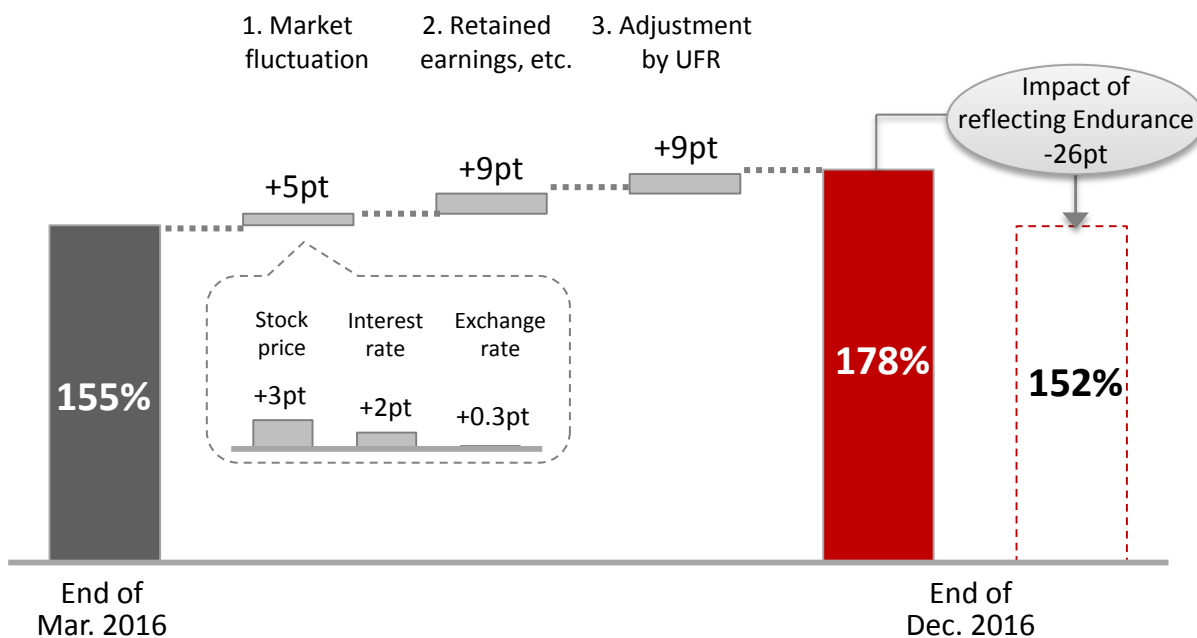 1. Market
fluctuation
2. Retained
earnings, etc.
3. Adjustment
by UFR
Impact of
reflecting Endurance
-26pt
+5pt
+9pt
+9pt
Stock
price
Interest
rate
Exchange
rate
+3pt
+2pt
+0.3pt
155%
178%
152%
End of
Mar. 2016
End of
Dec. 2016